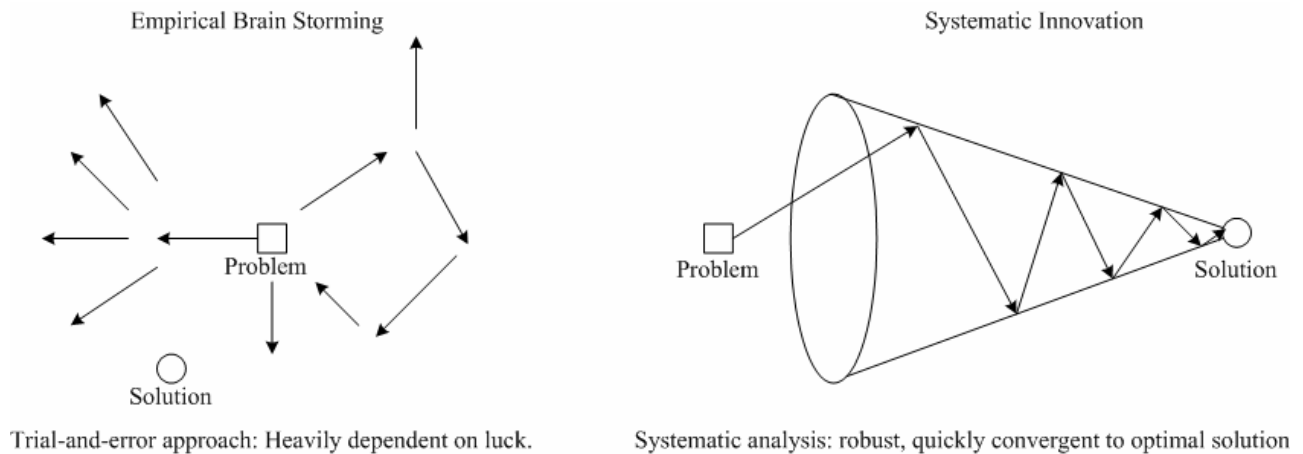 Empirical Brain Storming
Systematic Innovation
Problem
Solution
Problem
Solution
Trial-and-error approach: Heavily dependent on luck.
Systematic analysis: robust, quickly convergent to optimal solution